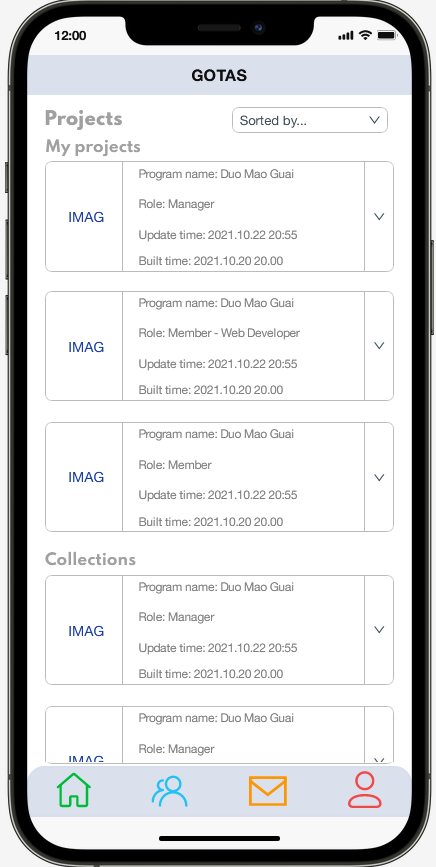 12:00
GOTAS
Projects
Sorted by...
My projects
IMAG
Program name: Duo Mao Guai
Role: Manager
Update time: 2021.10.22 20:55
Built time: 2021.10.20 20.00
IMAG
Program name: Duo Mao Guai
Role: Member - Web Developer
Update time: 2021.10.22 20:55
Built time: 2021.10.20 20.00
IMAG
Program name: Duo Mao Guai
Role: Member
Update time: 2021.10.22 20:55
Built time: 2021.10.20 20.00
Collections
IMAG
Program name: Duo Mao Guai
Role: Manager
Update time: 2021.10.22 20:55
Built time: 2021.10.20 20.00
IMAG
Program name: Duo Mao Guai
Role: Manager